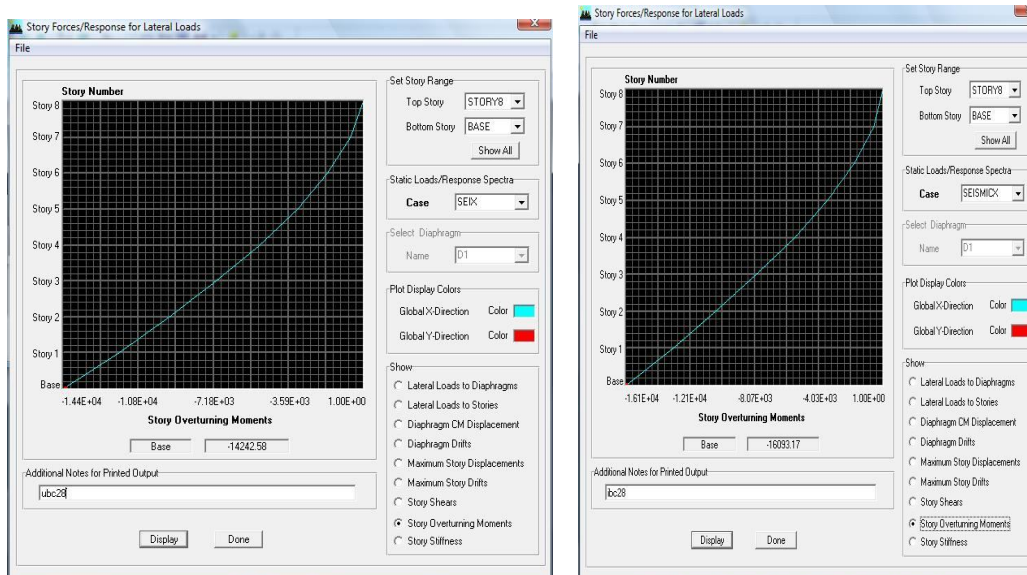 Story Forces/Response for Lateral Loads
File
Story Number
Story 8
Story 7
Story 6
Story 5
Story 4
Story 3
Story 2
Story 1
Base
-1.44E+04 -1.08E+04 -7.18E+03 -3.59E+03 1.00E+00
Story Overturning Moments
Base -14242.58
Additional Notes for Printed Output
ubc28
Display Done
Set Story Range
Top Story STORY8
Bottom Story BASE
Show All
Static Loads/Response Spectra
Case SEIX
Select Diaphragm
Name D1
Plot Display Colors
Global X-Direction Color
Global Y-Direction Color
Show
Lateral Loads to Diaphragms
Lateral Loads to Stories
Diaphragm CM Displacement
Diaphragm Drifts
Maximum Story Displacements
Maximum Story Drifts
Story Shears
Story Overturning Moments
Story Stiffness
Story Forces/Response for Lateral Loads
File
Story Number
Story 8
Story 7
Story 6
Story 5
Story 4
Story 3
Story 2
Story 1
Base
-1.61E+04 -1.21E+04 -8.07E+03 -4.03E+03 1.00E+00
Story Overturning Moments
Base -16093.17
Additional Notes for Printed Output
ibc28
Display Done
Set Story Range
Top Story STORY8
Bottom Story BASE
Show All
Static Loads/Response Spectra
Case SEISMICX
Select Diaphragm
Name D1
Plot Display Colors
Global X-Direction Color
Global Y-Direction Color
Show
Lateral Loads to Diaphragms
Lateral Loads to Stories
Diaphragm CM Displacement
Diaphragm Drifts
Maximum Story Displacements
Maximum Story Drifts
Story Shears
Story Overturning Moments
Story Stiffness